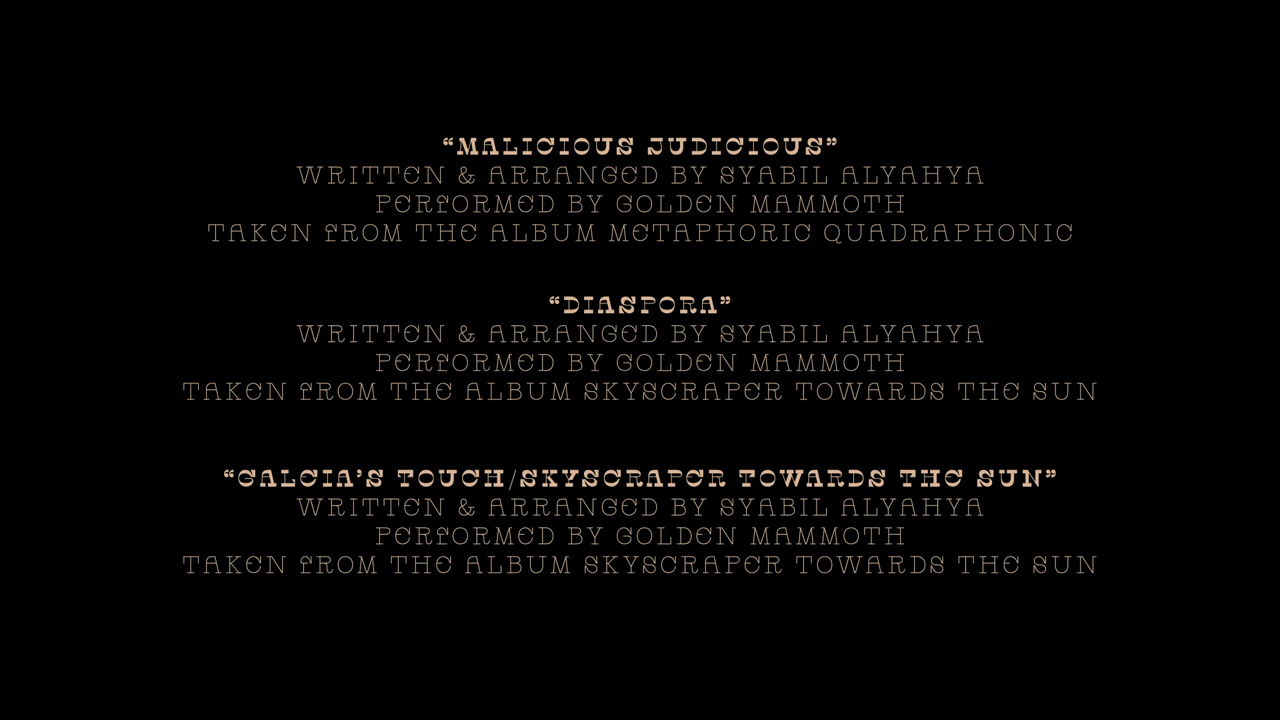 “MALICIOUS JUDICIOUS”
WRITTEN & ARRANGED BY SYABIL ALYAHYA
PERFORMED BY GOLDEN MAMMOTH
TAKEN FROM THE ALBUM METAPHORIC QUADRAPHONIC
“DIASPORA”
WRITTEN & ARRANGED BY SYABIL ALYAHYA
PERFORMED BY GOLDEN MAMMOTH
TAKEN FROM THE ALBUM SKYSCRAPER TOWARDS THE SUN
“GALEIA’S TOUCH/SKYSCRAPER TOWARDS THE SUN”
WRITTEN & ARRANGED BY SYABIL ALYAHYA
PERFORMED BY GOLDEN MAMMOTH
TAKEN FROM THE ALBUM SKYSCRAPER TOWARDS THE SUN